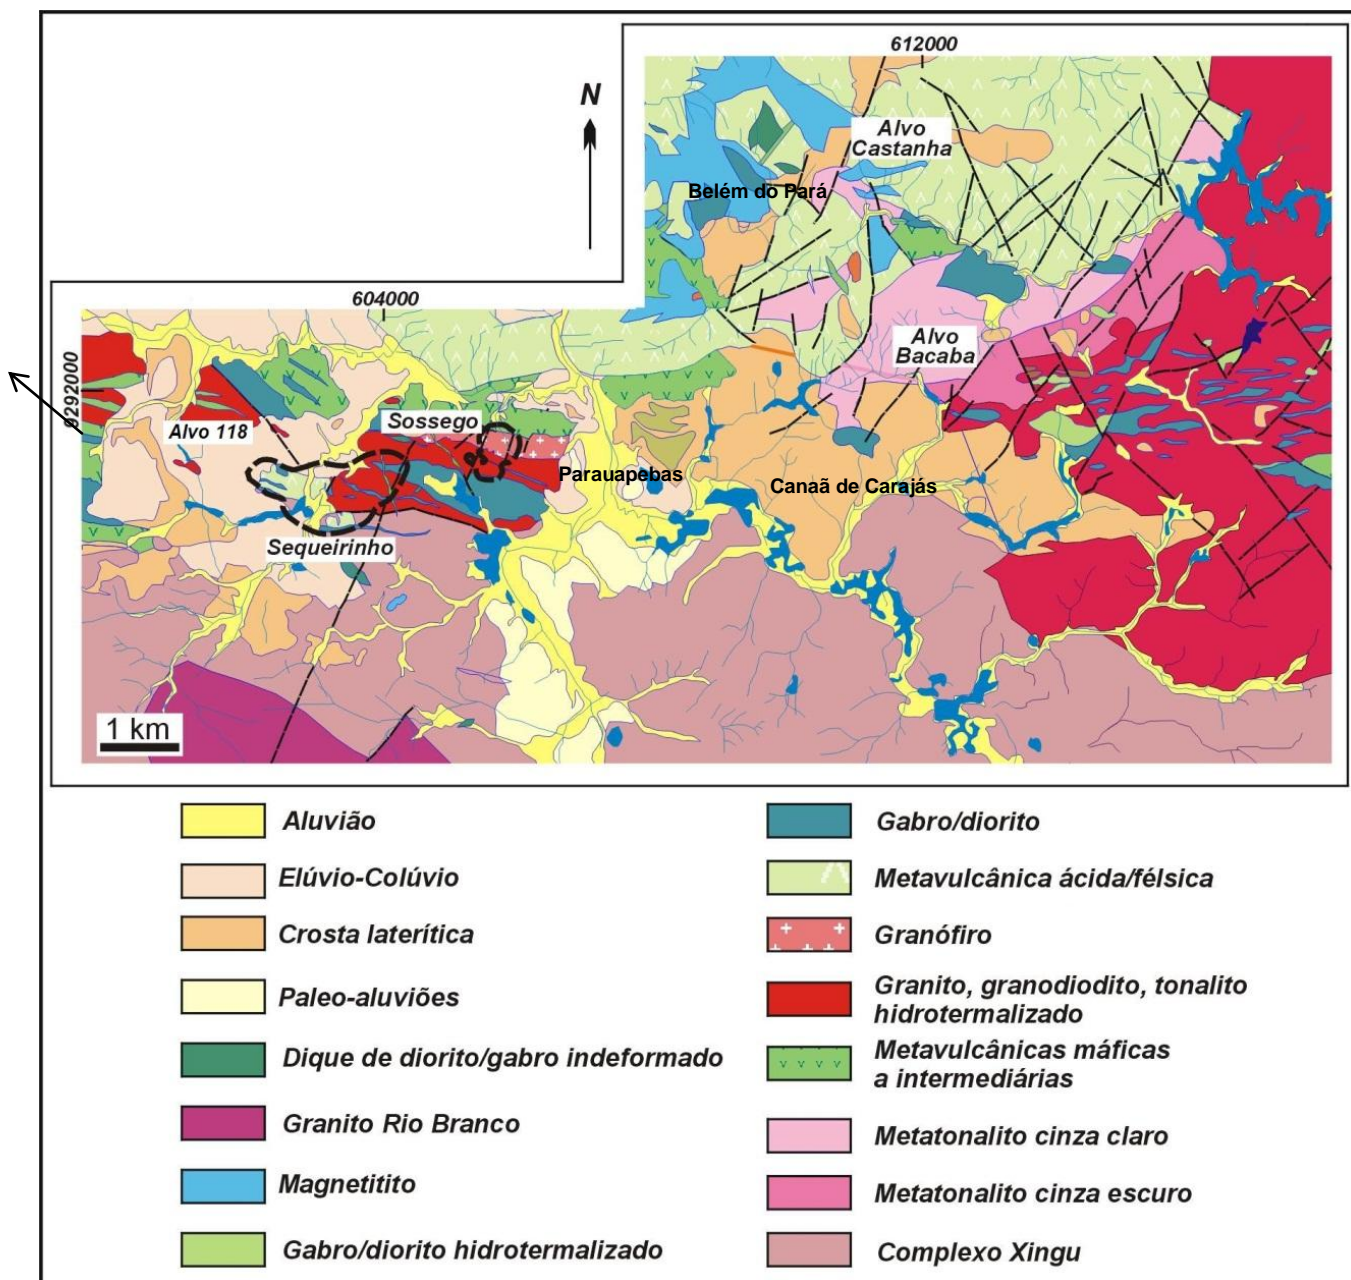 612000
N
Alvo
Castanha
Belém do Pará
604000
Alvo
Bacaba
9292000
Sossego
Alvo 118
Parauapebas
Canaã de Carajás
Sequeirinho
1 km
Aluvião
Elúvio-Colúvio
Crosta laterítica
Paleo-aluviões
Dique de diorito/gabro indeformado
Granito Rio Branco
Magnetitito
Gabro/diorito hidrotermalizado
Gabro/diorito
Metavulcânica ácida/félsica
Granófiro
Granito, granodiodito, tonalito
hidrotermalizado
Metavulcânicas máficas
a intermediárias
Metatonalito cinza claro
Metatonalito cinza escuro
Complexo Xingu